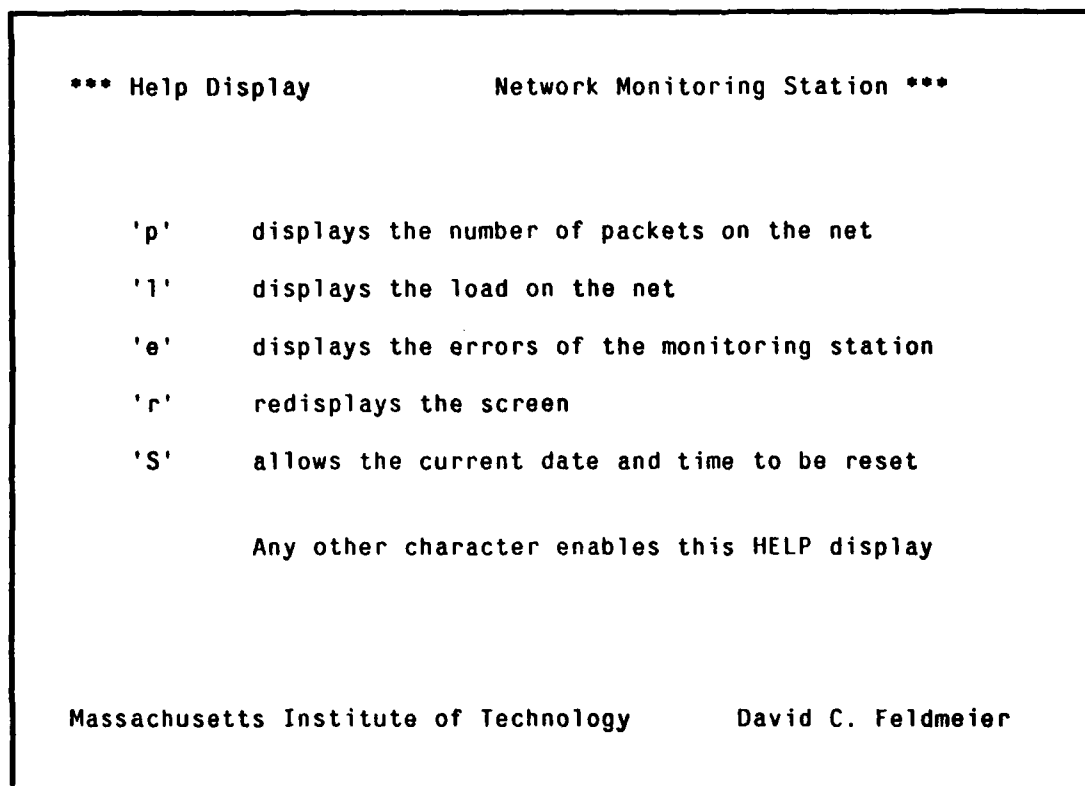 *** Help Display Network Monitoring Station ***
'p' displays the number of packets on the net
'l' displays the load on the net
'e' displays the errors of the monitoring station
'r' redisplays the screen
'S' allows the current date and time to be reset
Any other character enables this HELP display
Massachusetts Institute of Technology David C. Feldmeier